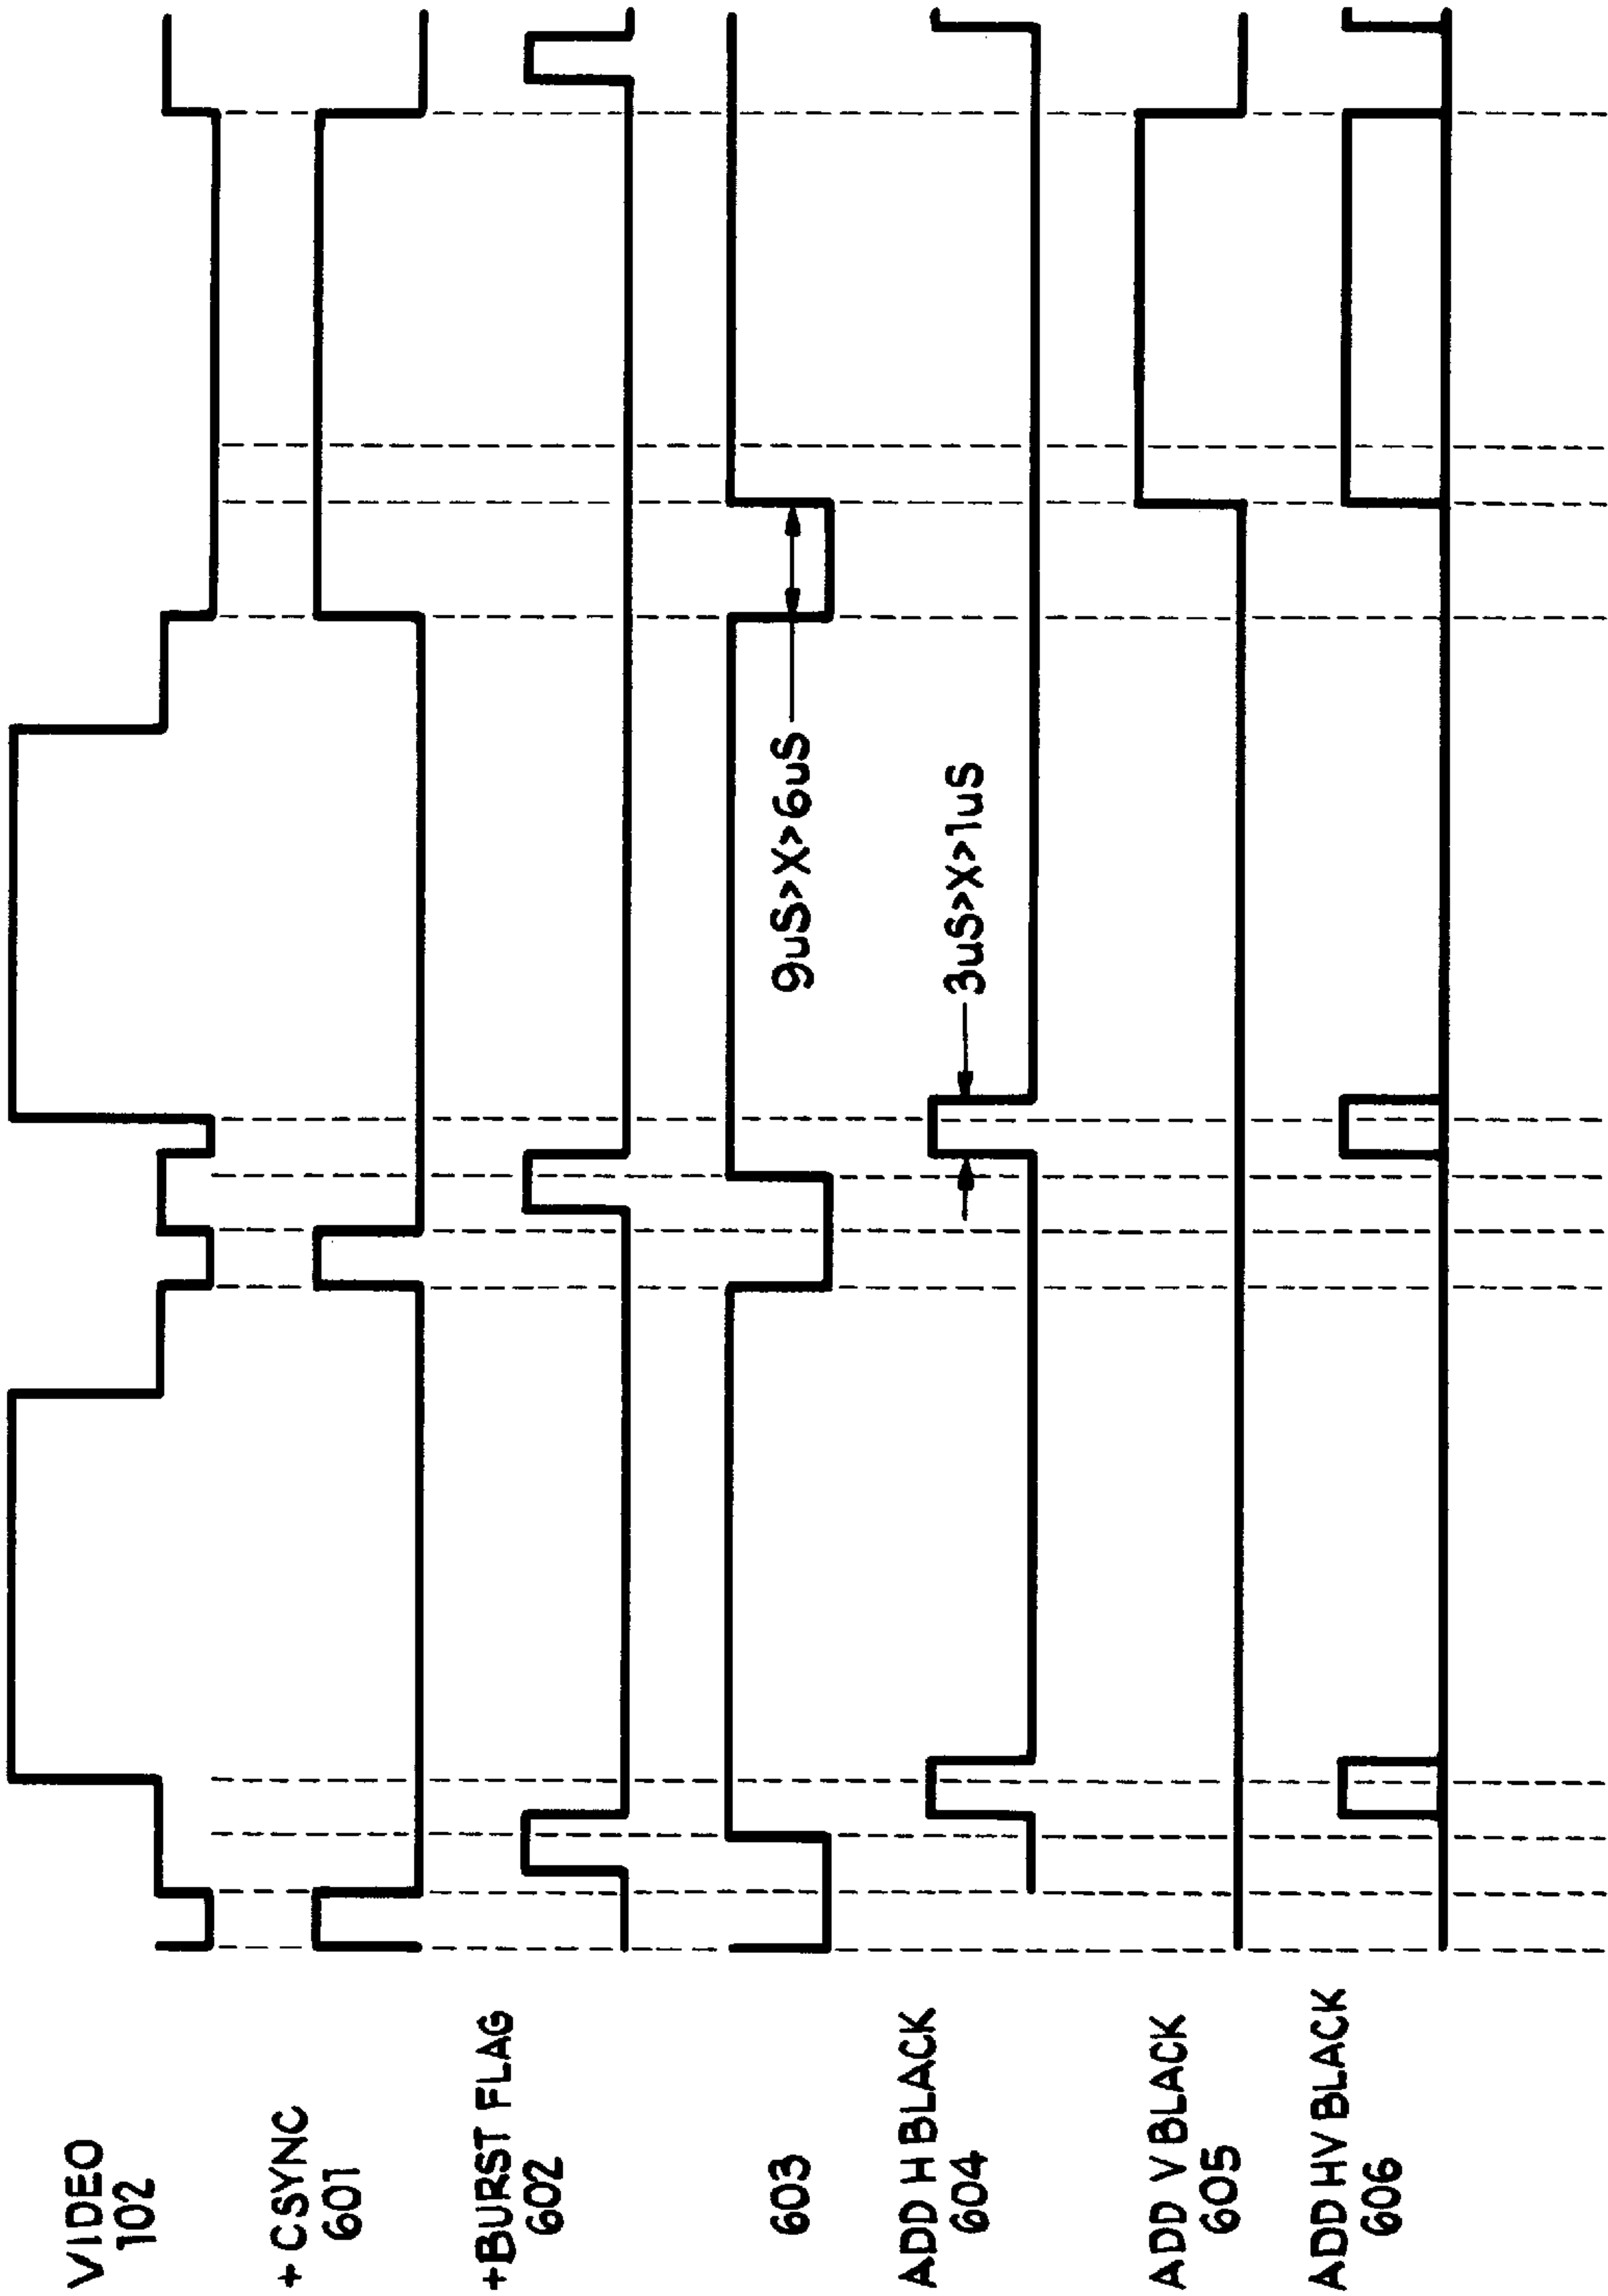 VIDEO
102
+ CSYNC
601
+BURST FLAG
602
603
9uS>X>6uS
ADD H BLACK
604
3uS>X>1uS
ADD V BLACK
605
ADD HV BLACK
606